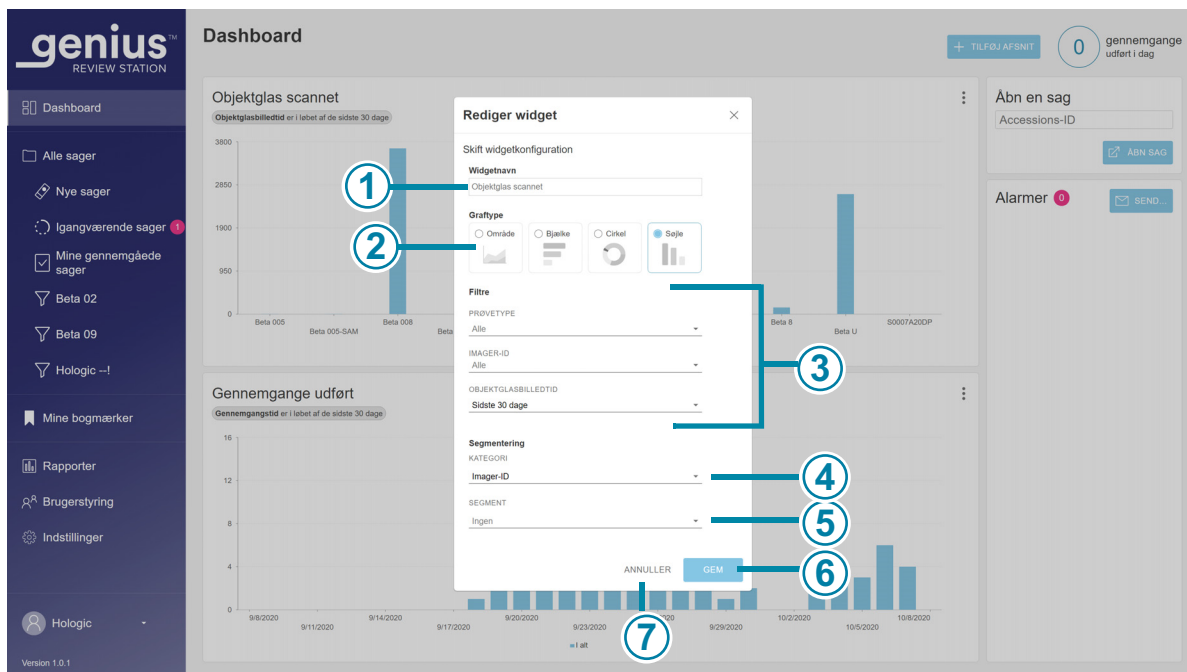 genius™
REVIEW STATION
Dashboard
Alle sager
Nye sager
Igangværende sager 1
Mine gennemgåede
sager
Beta 02
Beta 09
Hologic --!
Mine bogmærker
Rapporter
Brugerstyring
Indstillinger
Hologic
Version 1.0.1
Dashboard
+ TILFØJ AFSNIT
0
gennemgange
udført i dag
Objektglas scannet
Objektglasbilledtid er i løbet af de sidste 30 dage
3800
2850
1900
950
0
Beta 005
Beta 005-SAM
Beta 008
Beta
Beta 8
Beta U
S0007A20DP
Gennemgange udført
Gennemgangstid er i løbet af de sidste 30 dage
16
12
8
4
0
9/8/2020
9/11/2020
9/14/2020
9/17/2020
9/20/2020
9/23/2020
2020
9/29/2020
10/2/2020
10/5/2020
10/8/2020
I alt
Åbn en sag
Accessions-ID
ÅBN SAG
Alarmer 0
SEND...
Rediger widget
Skift widgetkonfiguration
Widgetnavn
Objektglas scannet
Graftype
Område
Bjælke
Cirkel
Søjle
Filtre
PRØVETYPE
Alle
IMAGER-ID
Alle
OBJEKTGLASBILLEDTID
Sidste 30 dage
Segmentering
KATEGORI
Imager-ID
SEGMENT
Ingen
ANNULLER
GEM
1
2
3
4
5
6
7